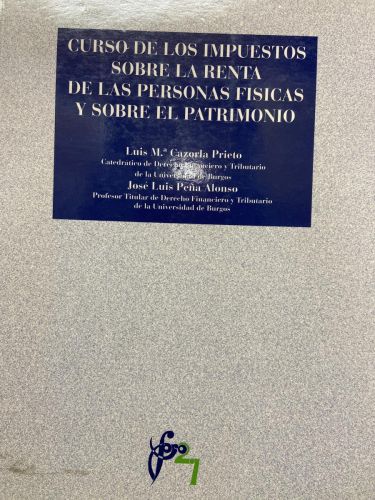 CURSO DE LOS IMPUESTOS
SOBRE LA RENTA
DE LAS PERSONAS FISICAS
Y SOBRE EL PATRIMONIO
Luis M.ª Cazorla Prieto
Catedrático de Derecho Financiero y Tributario
de la Universidad de Burgos
José Luis Peña Alonso
Profesor Titular de Derecho Financiero y Tributario
de la Universidad de Burgos
foro
27